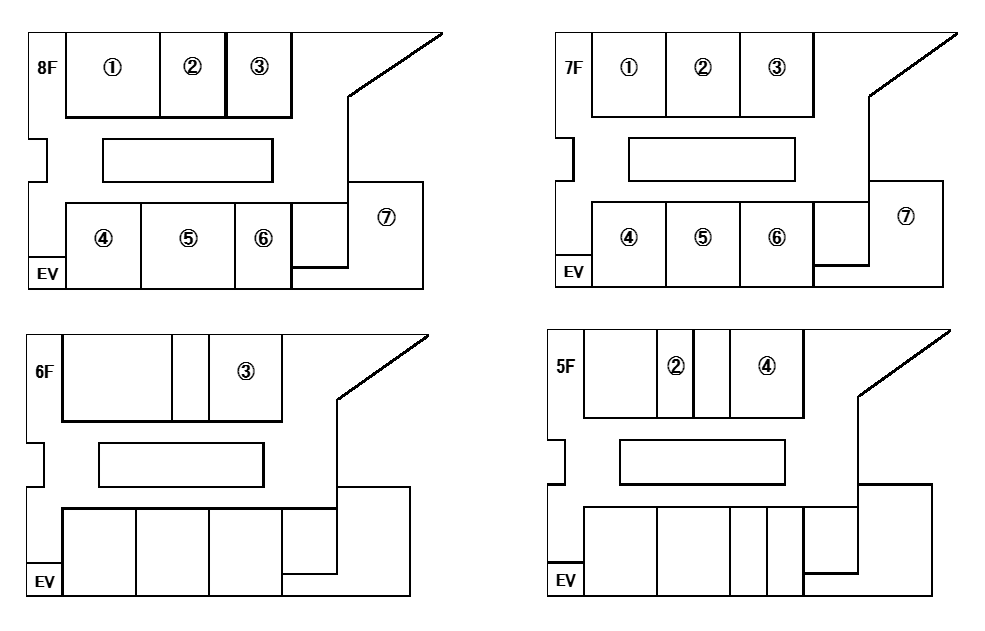 8F ① ② ③
④ ⑤ ⑥ ⑦
EV
7F ① ② ③
④ ⑤ ⑥ ⑦
EV
6F ③
EV
5F ② ④
EV